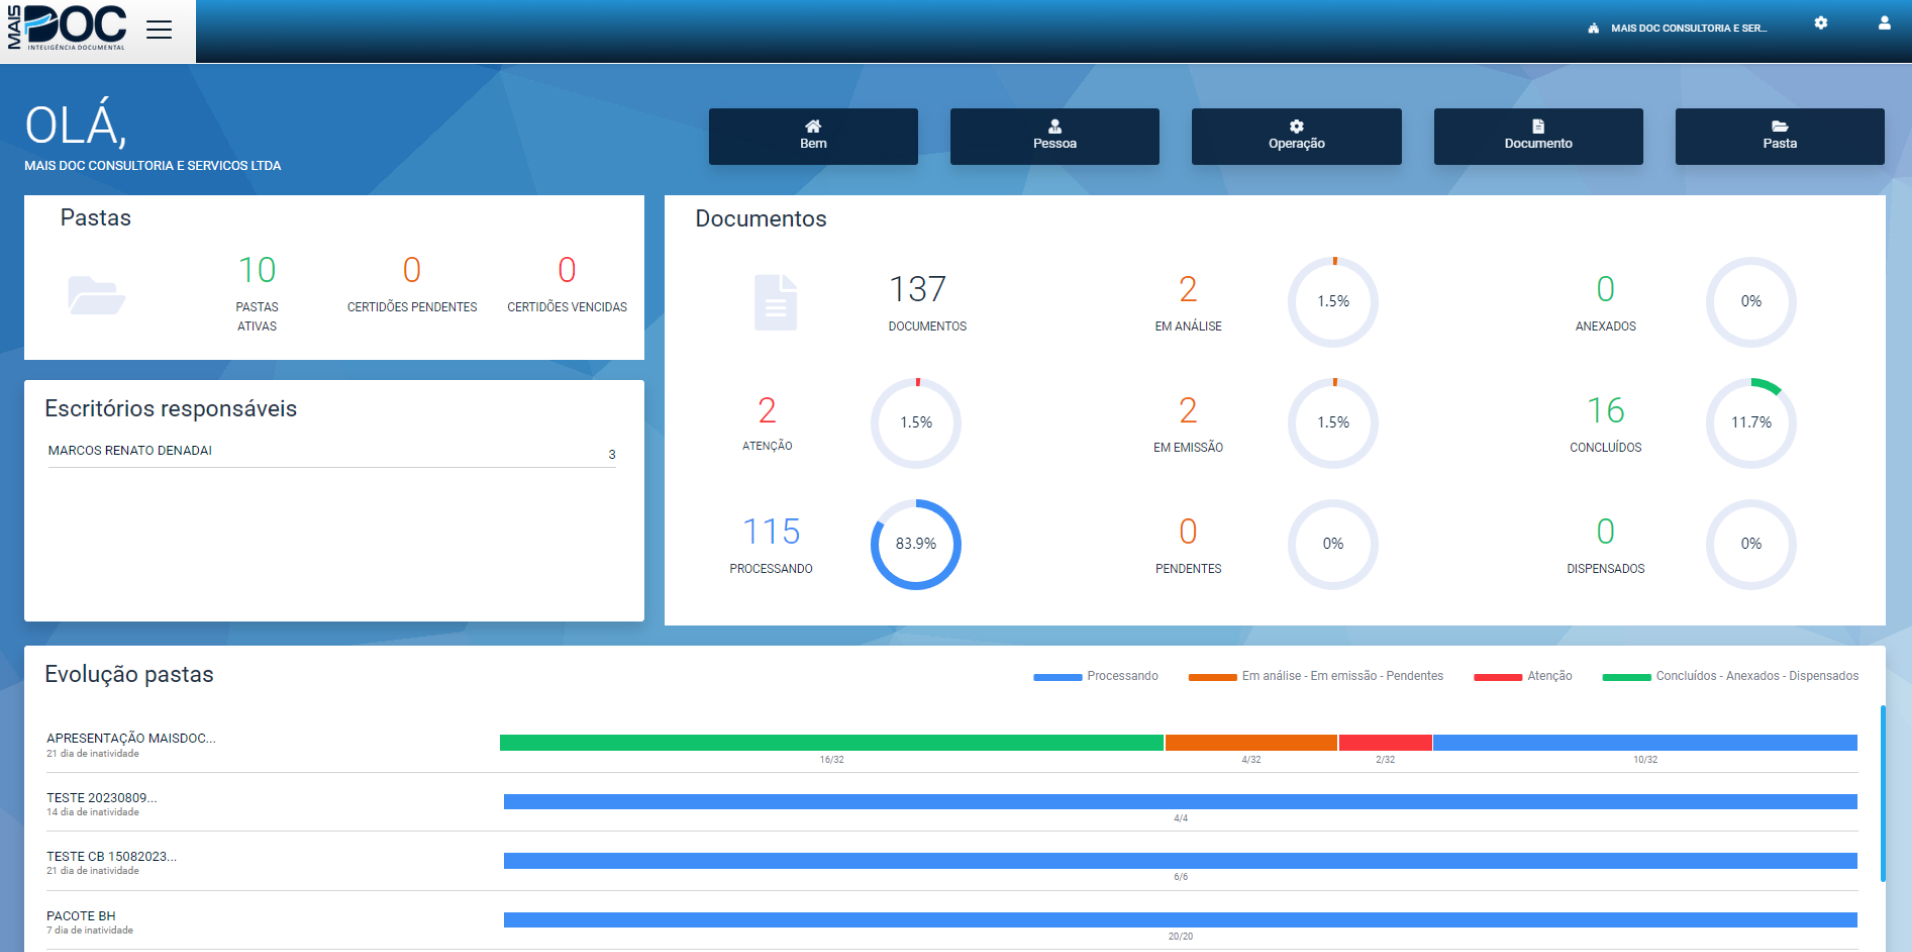 MAIS DOC
INTELIGÊNCIA DOCUMENTAL
MAIS DOC CONSULTORIA E SER...
OLÁ,
MAIS DOC CONSULTORIA E SERVICOS LTDA
Bem
Pessoa
Operação
Documento
Pasta
Pastas
10
PASTAS
ATIVAS
0
CERTIDÕES PENDENTES
0
CERTIDÕES VENCIDAS
Escritórios responsáveis
MARCOS RENATO DENADAI 3
Documentos
137
DOCUMENTOS
2
EM ANÁLISE
1.5%
0
ANEXADOS
0%
2
ATENÇÃO
1.5%
2
EM EMISSÃO
1.5%
16
CONCLUÍDOS
11.7%
115
PROCESSANDO
83.9%
0
PENDENTES
0%
0
DISPENSADOS
0%
Evolução pastas
Processando
Em análise - Em emissão - Pendentes
Atenção
Concluídos - Anexados - Dispensados
APRESENTAÇÃO MAISDOC...
21 dia de inatividade
16/32 4/32 2/32 10/32
TESTE 20230809...
14 dia de inatividade
4/4
TESTE CB 15082023...
21 dia de inatividade
6/6
PACOTE BH
7 dia de inatividade
20/20